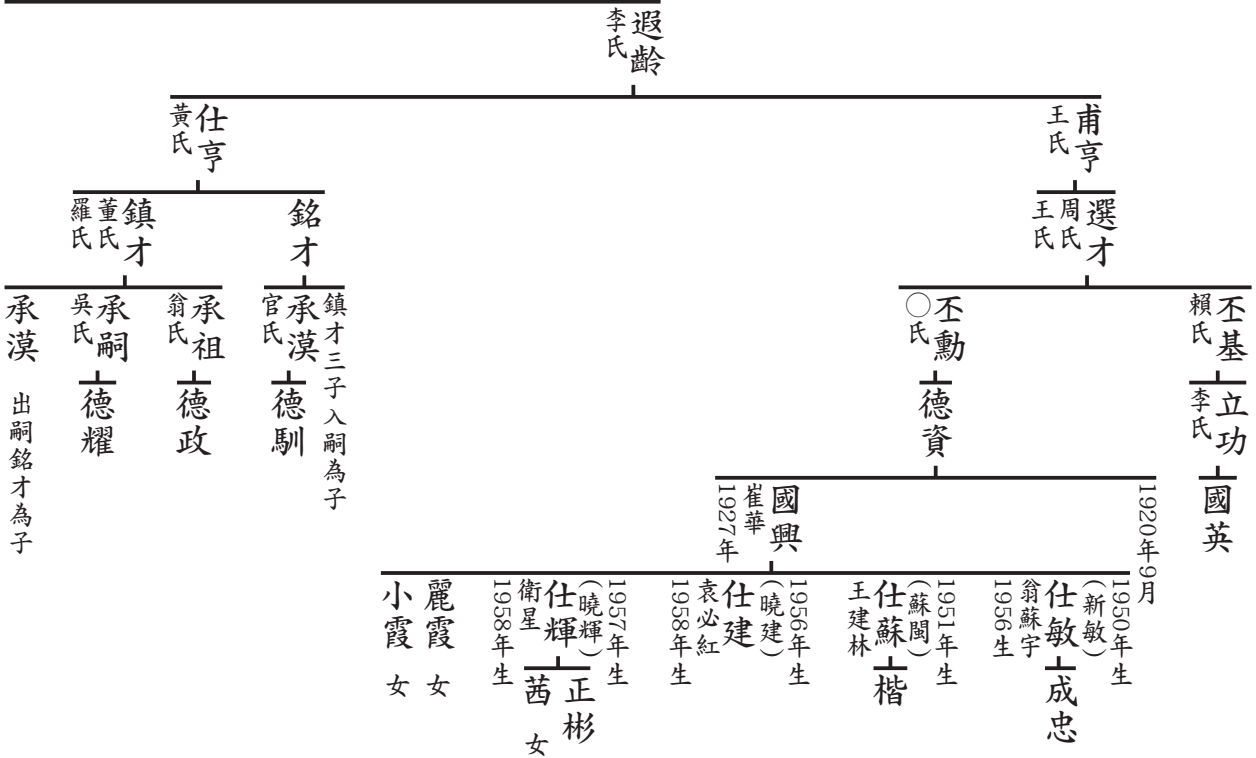 遐齡
李氏
甫亨
王氏
仕亨
黃氏
選才
周氏
王氏
銘才
鎮才
董氏
羅氏
丕基
賴氏
丕勳
○氏
鎮才三子入嗣為子
承漠
官氏
承祖
翁氏
承嗣
吳氏
承漠 出嗣銘才為子
立功
李氏
德資
德馴
德政
德耀
國英
1920年9月
國興
崔華
1927年
1950年生
(新敏)
仕敏
翁蘇宇
1956生
1951年生
(蘇閩)
仕蘇
王建林
1956年生
(曉建)
仕建
袁必紅
1958年生
1957年生
(曉輝)
仕輝
衛星
1958年生
麗霞 女
小霞 女
成忠
楷
正彬
茜 女